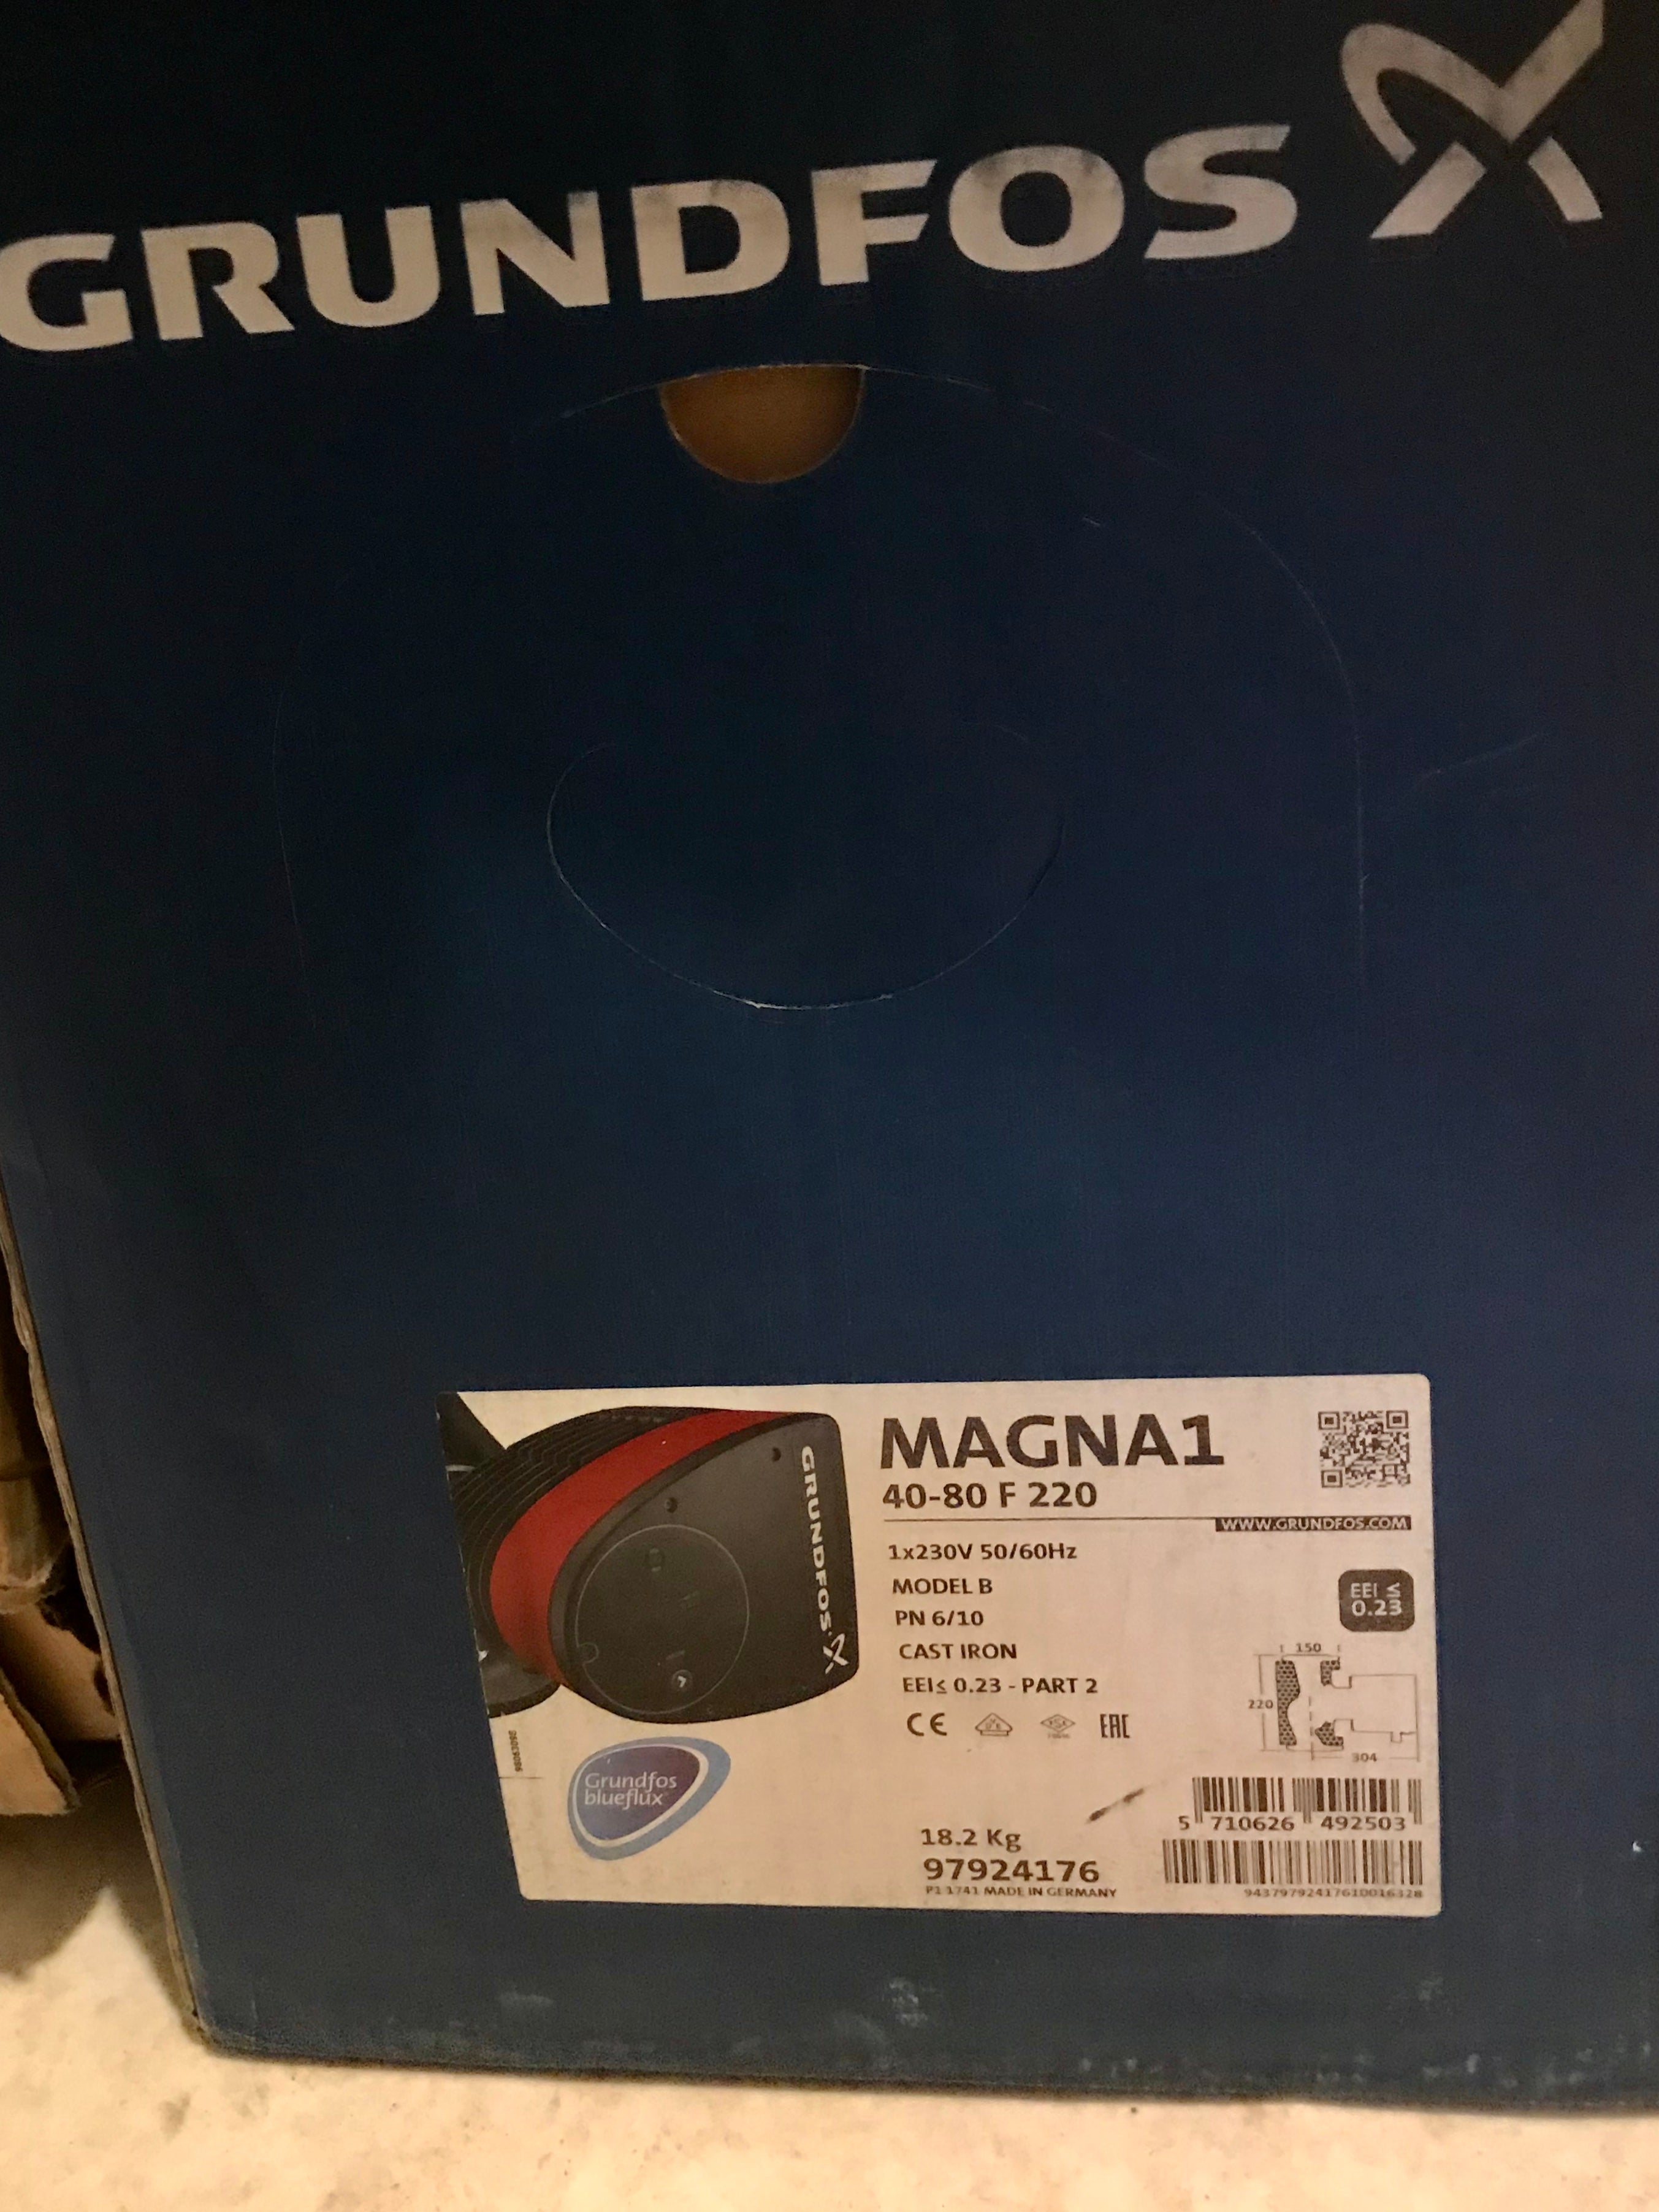 GRUNDFOS
MAGNA1
40-80 F 220
WWW.GRUNDFOS.COM
1x230V 50/60Hz
MODEL B
PN 6/10
CAST IRON
EEI≤ 0.23 - PART 2
CE
EAC
EEI ≤
0.23
150
220
304
GRUNDFOS
98063090
Grundfos
blueflux
18.2 Kg
97924176
P1 1741 MADE IN GERMANY
5 710626 492503
94379792417610016328